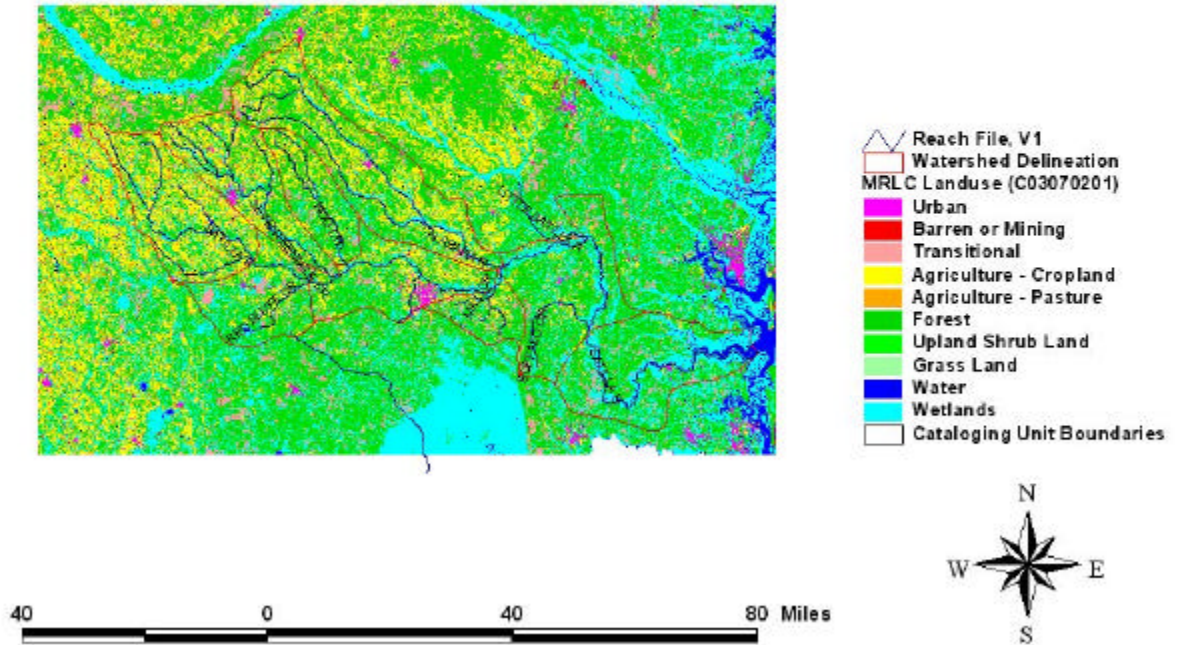 Reach File, V1
Watershed Delineation
MRLC Landuse (C03070201)
Urban
Barren or Mining
Transitional
Agriculture - Cropland
Agriculture - Pasture
Forest
Upland Shrub Land
Grass Land
Water
Wetlands
Cataloging Unit Boundaries
N
W E
S
40 0 40 80 Miles